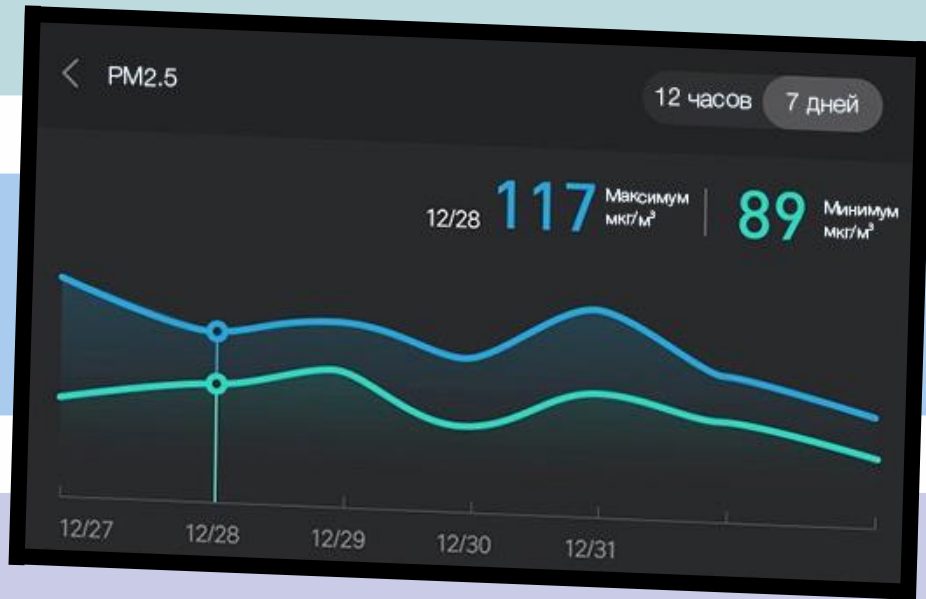 PM2.5
12 часов
7 дней
12/28 117 Максимум мкг/м³ 89 Минимум мкг/м³
12/27 12/28 12/29 12/30 12/31